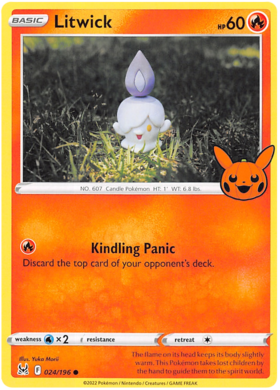 BASIC
Litwick
HP60
NO. 607 Candle Pokémon HT: 1' WT: 6.8 lbs.
Kindling Panic
Discard the top card of your opponent's deck.
weakness ×2 resistance retreat
Illus. Yuka Morii
The flame on its head keeps its body slightly
warm. This Pokémon takes lost children by
the hand to guide them to the spirit world.
024/196
©2022 Pokémon / Nintendo / Creatures / GAME FREAK